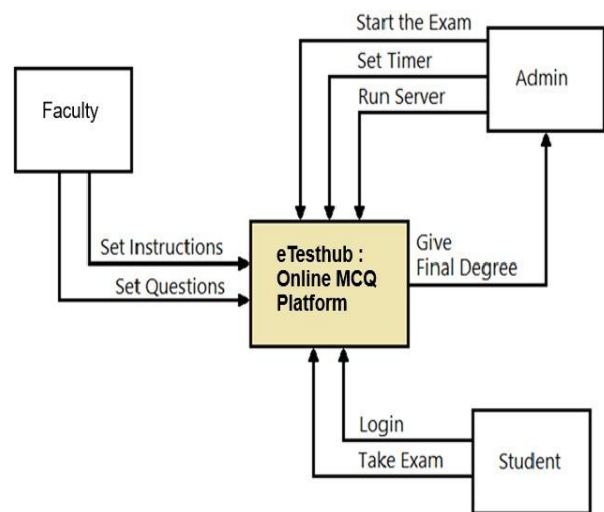 Start the Exam
Set Timer
Run Server
Admin
Faculty
Set Instructions
Set Questions
eTesthub :
Online MCQ
Platform
Give
Final Degree
Login
Take Exam
Student